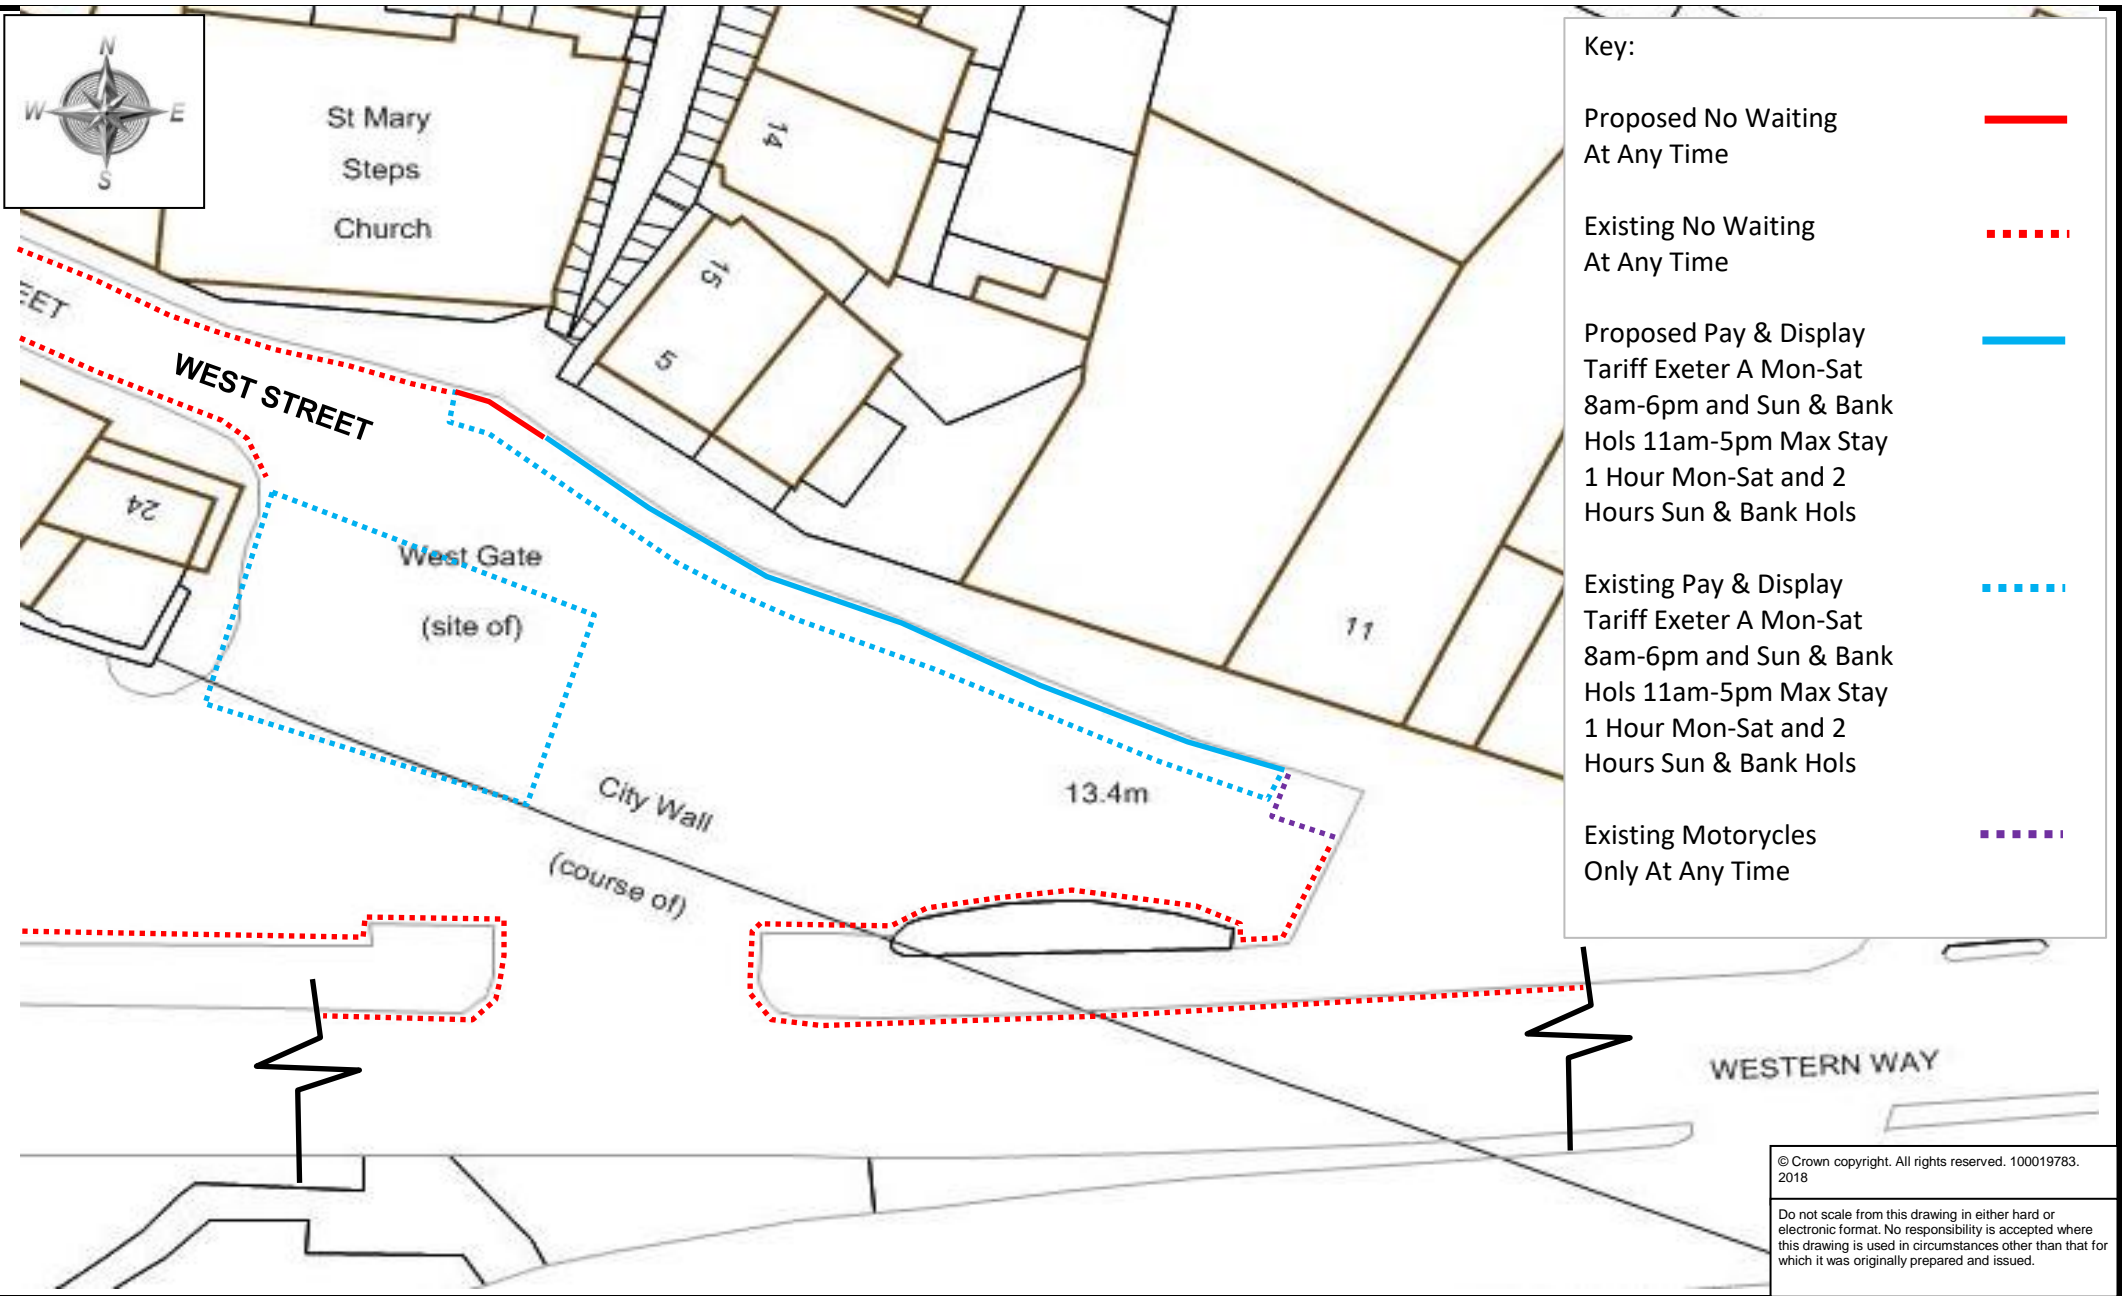 N
W E
S
St Mary
Steps
Church
14
15
5
EET
WEST STREET
24
West Gate
(site of)
11
City Wall
(course of)
13.4m
WESTERN WAY
Key:
Proposed No Waiting
At Any Time
Existing No Waiting
At Any Time
Proposed Pay & Display
Tariff Exeter A Mon-Sat
8am-6pm and Sun & Bank
Hols 11am-5pm Max Stay
1 Hour Mon-Sat and 2
Hours Sun & Bank Hols
Existing Pay & Display
Tariff Exeter A Mon-Sat
8am-6pm and Sun & Bank
Hols 11am-5pm Max Stay
1 Hour Mon-Sat and 2
Hours Sun & Bank Hols
Existing Motorycles
Only At Any Time
© Crown copyright. All rights reserved. 100019783.
2018
Do not scale from this drawing in either hard or
electronic format. No responsibility is accepted where
this drawing is used in circumstances other than that for
which it was originally prepared and issued.